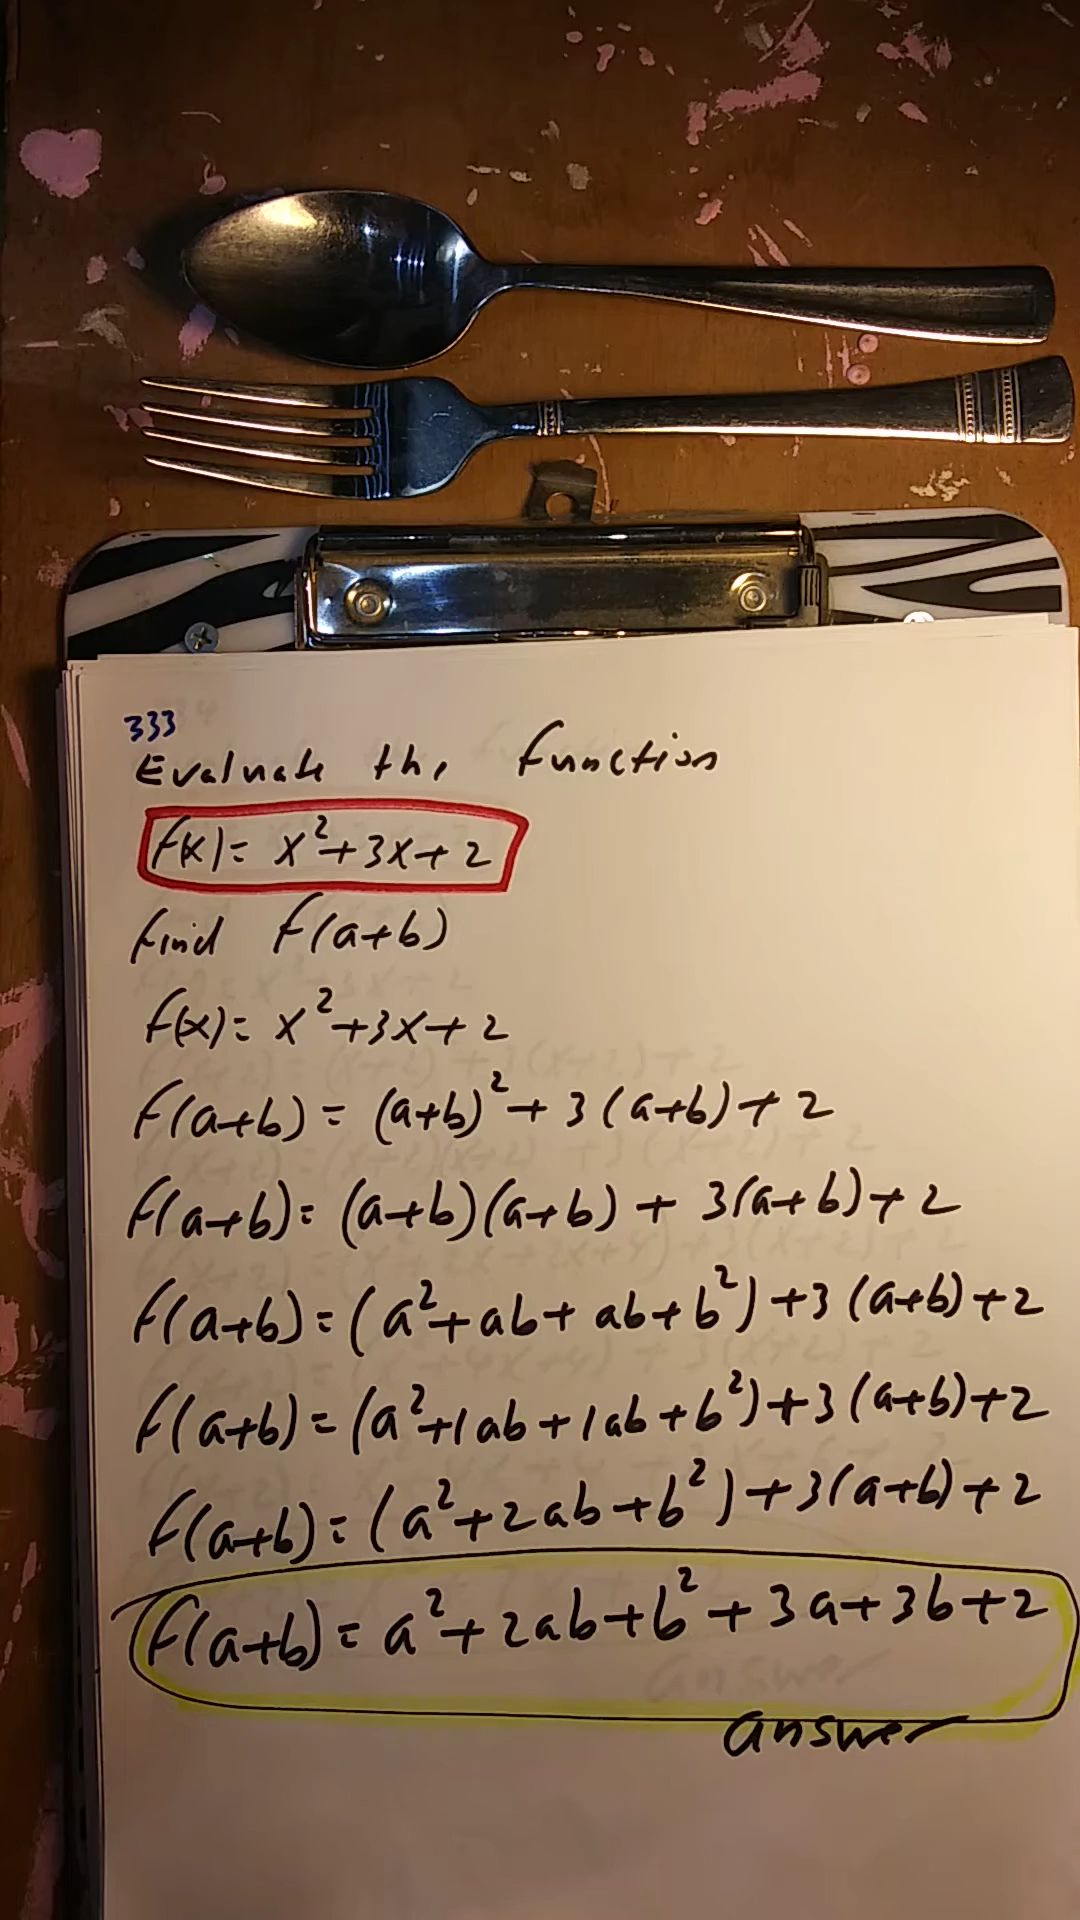 333
Evaluate the function
f(x) = x²+3x+2
find f(a+b)
f(x) = x²+3x+2
f(a+b) = (a+b)²+3(a+b)+2
f(a+b) = (a+b)(a+b) + 3(a+b)+2
f(a+b) = (a²+ab+ab+b²)+3(a+b)+2
f(a+b) = (a²+1ab+1ab+b²)+3(a+b)+2
f(a+b) = (a²+2ab+b²)+3(a+b)+2
f(a+b) = a²+2ab+b²+3a+3b+2
answer